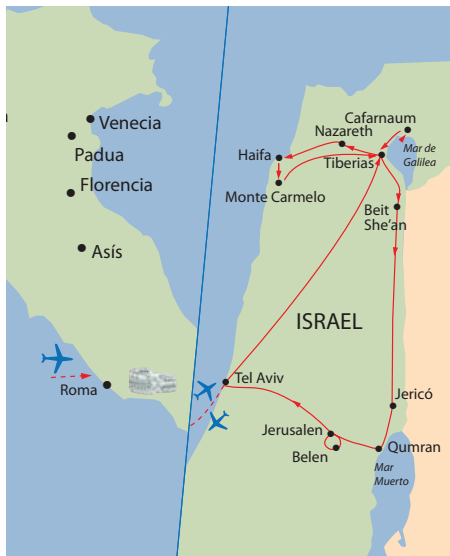 a
Venecia
Padua
Florencia
Asís
Roma
Cafarnaum
Nazareth
Haifa
Tiberias
Mar de
Galilea
Monte Carmelo
Beit
She'an
ISRAEL
Tel Aviv
Jericó
Jerusalen
Belen
Qumran
Mar
Muerto